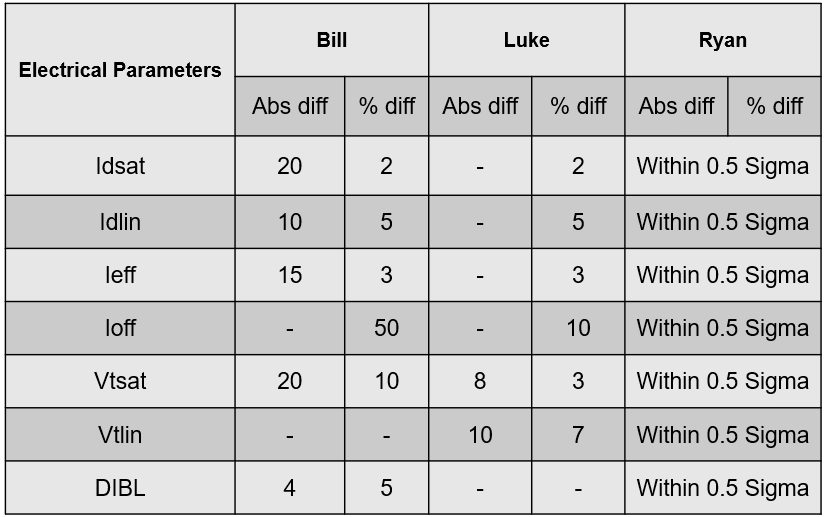 Electrical Parameters Bill Luke Ryan
Abs diff % diff Abs diff % diff Abs diff % diff
Idsat 20 2 - 2 Within 0.5 Sigma
Idlin 10 5 - 5 Within 0.5 Sigma
Ieff 15 3 - 3 Within 0.5 Sigma
Ioff - 50 - 10 Within 0.5 Sigma
Vtsat 20 10 8 3 Within 0.5 Sigma
Vtlin - - 10 7 Within 0.5 Sigma
DIBL 4 5 - - Within 0.5 Sigma